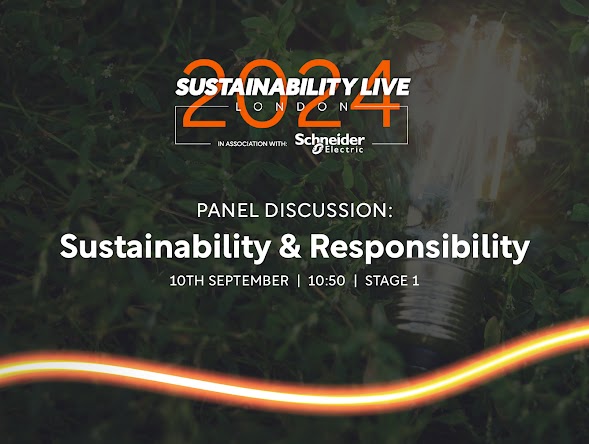 2024
SUSTAINABILITY LIVE
LONDON
IN ASSOCIATION WITH: Schneider
Electric
PANEL DISCUSSION:
Sustainability & Responsibility
10TH SEPTEMBER | 10:50 | STAGE 1